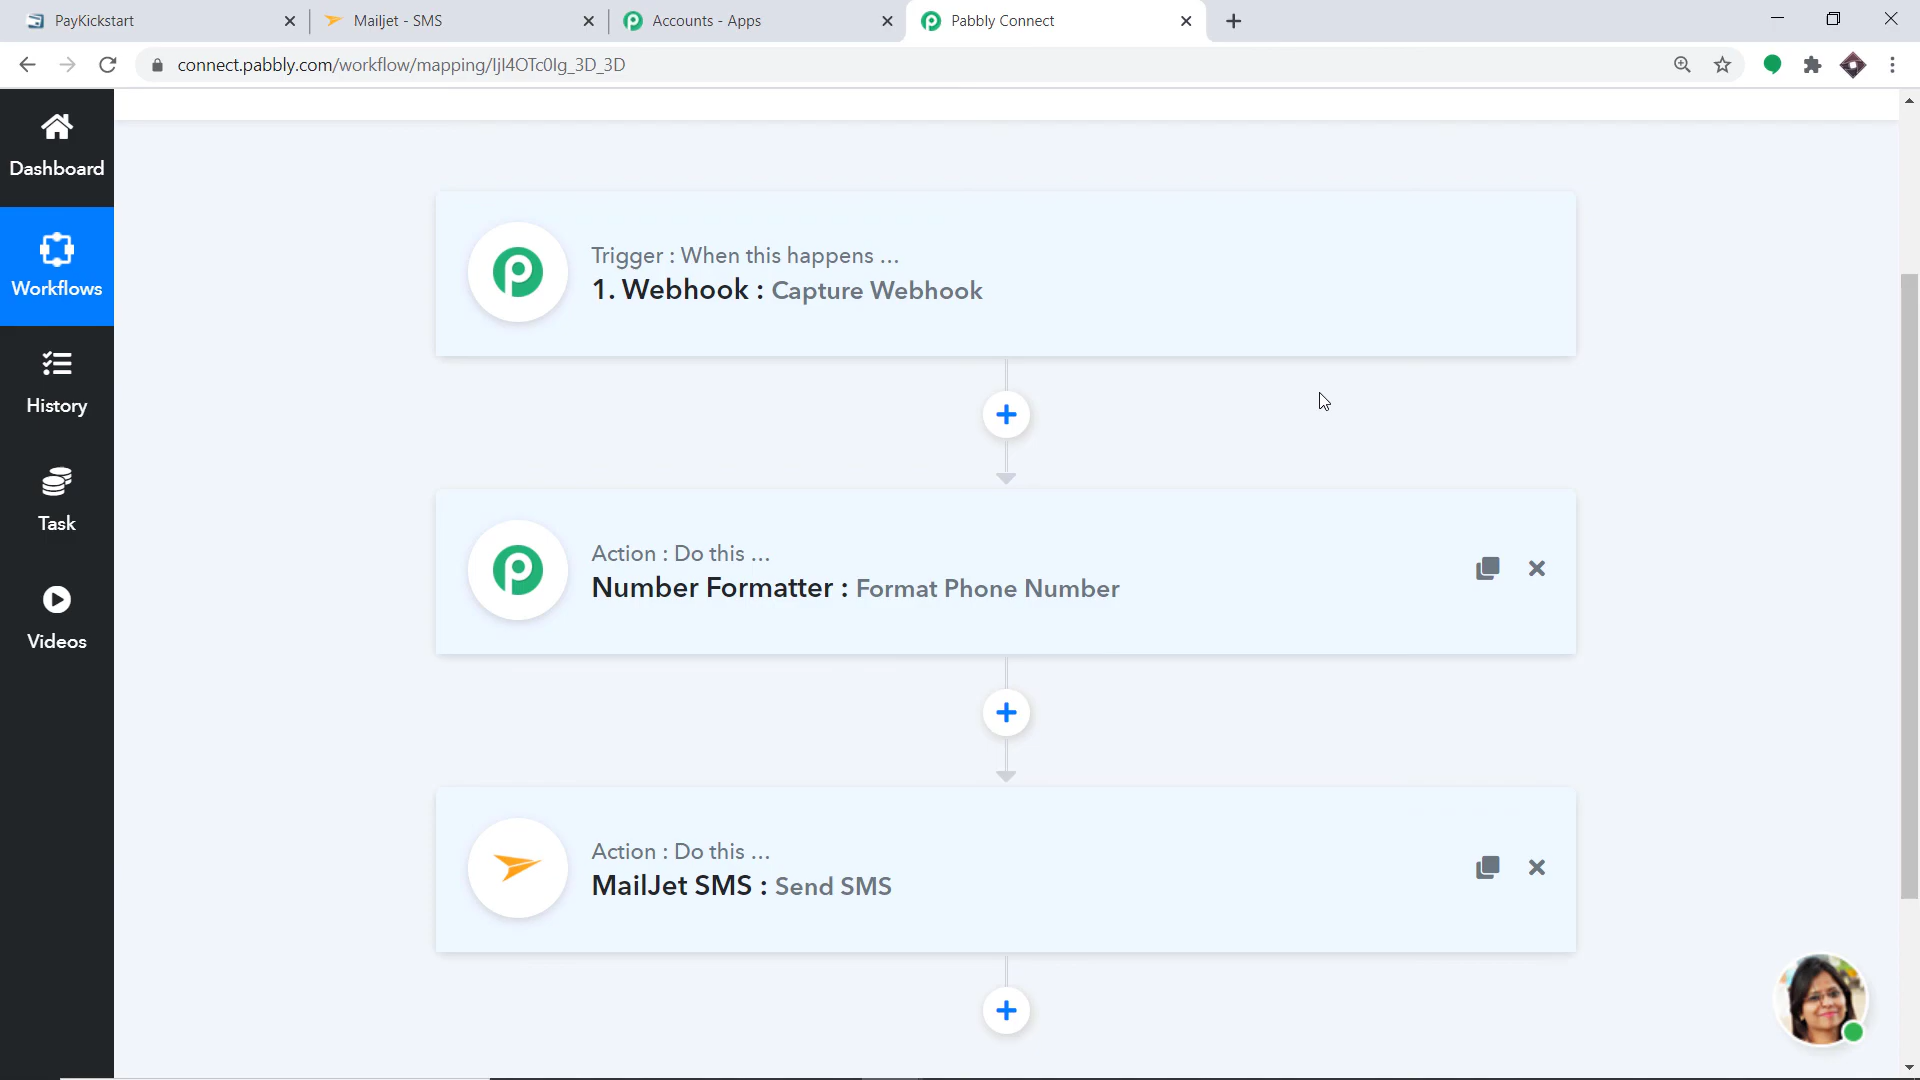 PayKickstart
Mailjet - SMS
Accounts - Apps
Pabbly Connect
connect.pabbly.com/workflow/mapping/IjI4OTc0Ig_3D_3D
Dashboard
Workflows
History
Task
Videos
Trigger : When this happens ...
1. Webhook : Capture Webhook
Action : Do this ...
Number Formatter : Format Phone Number
Action : Do this ...
MailJet SMS : Send SMS